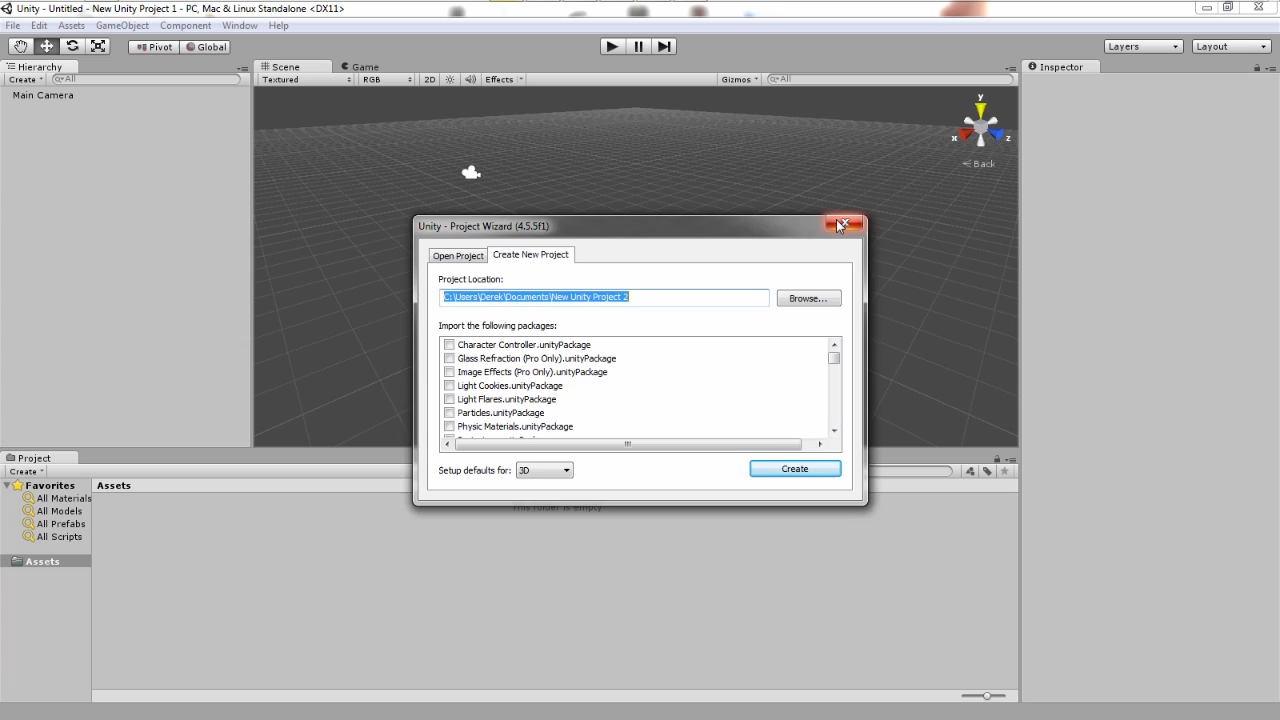 Unity - Untitled - New Unity Project 1 - PC, Mac & Linux Standalone <DX11>
File Edit Assets GameObject Component Window Help
Pivot Global Layers Layout
Hierarchy
Create All
Main Camera
Scene Game
Textured RGB 2D Effects Gizmos All
Inspector
y
x z
Back
Unity - Project Wizard (4.5.5f1)
Open Project Create New Project
Project Location:
C:\Users\Derek\Documents\New Unity Project 2
Browse...
Import the following packages:
Character Controller.unityPackage
Glass Refraction (Pro Only).unityPackage
Image Effects (Pro Only).unityPackage
Light Cookies.unityPackage
Light Flares.unityPackage
Particles.unityPackage
Physic Materials.unityPackage
Setup defaults for: 3D Create
Project
Create
Favorites
All Materials
All Models
All Prefabs
All Scripts
Assets
Assets
This folder is empty